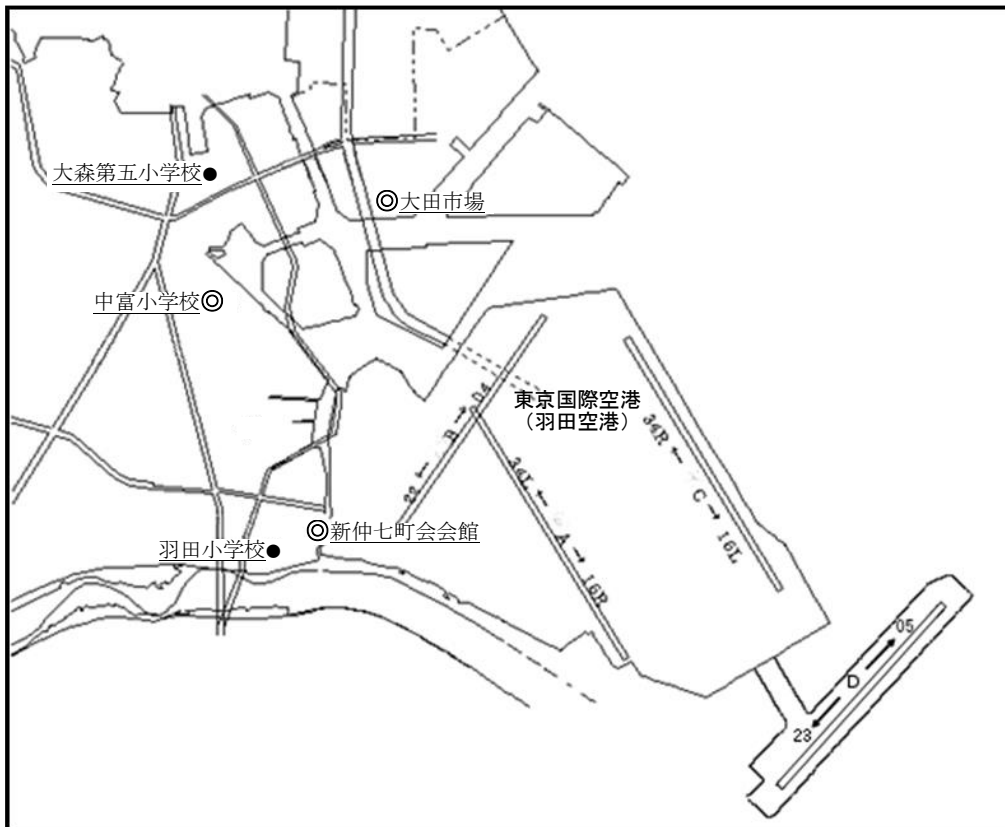 大森第五小学校●
◎大田市場
中富小学校◎
東京国際空港
（羽田空港）
04
B
22
34R
C
16L
34L
A
16R
◎新仲七町会会館
羽田小学校●
05
D
23